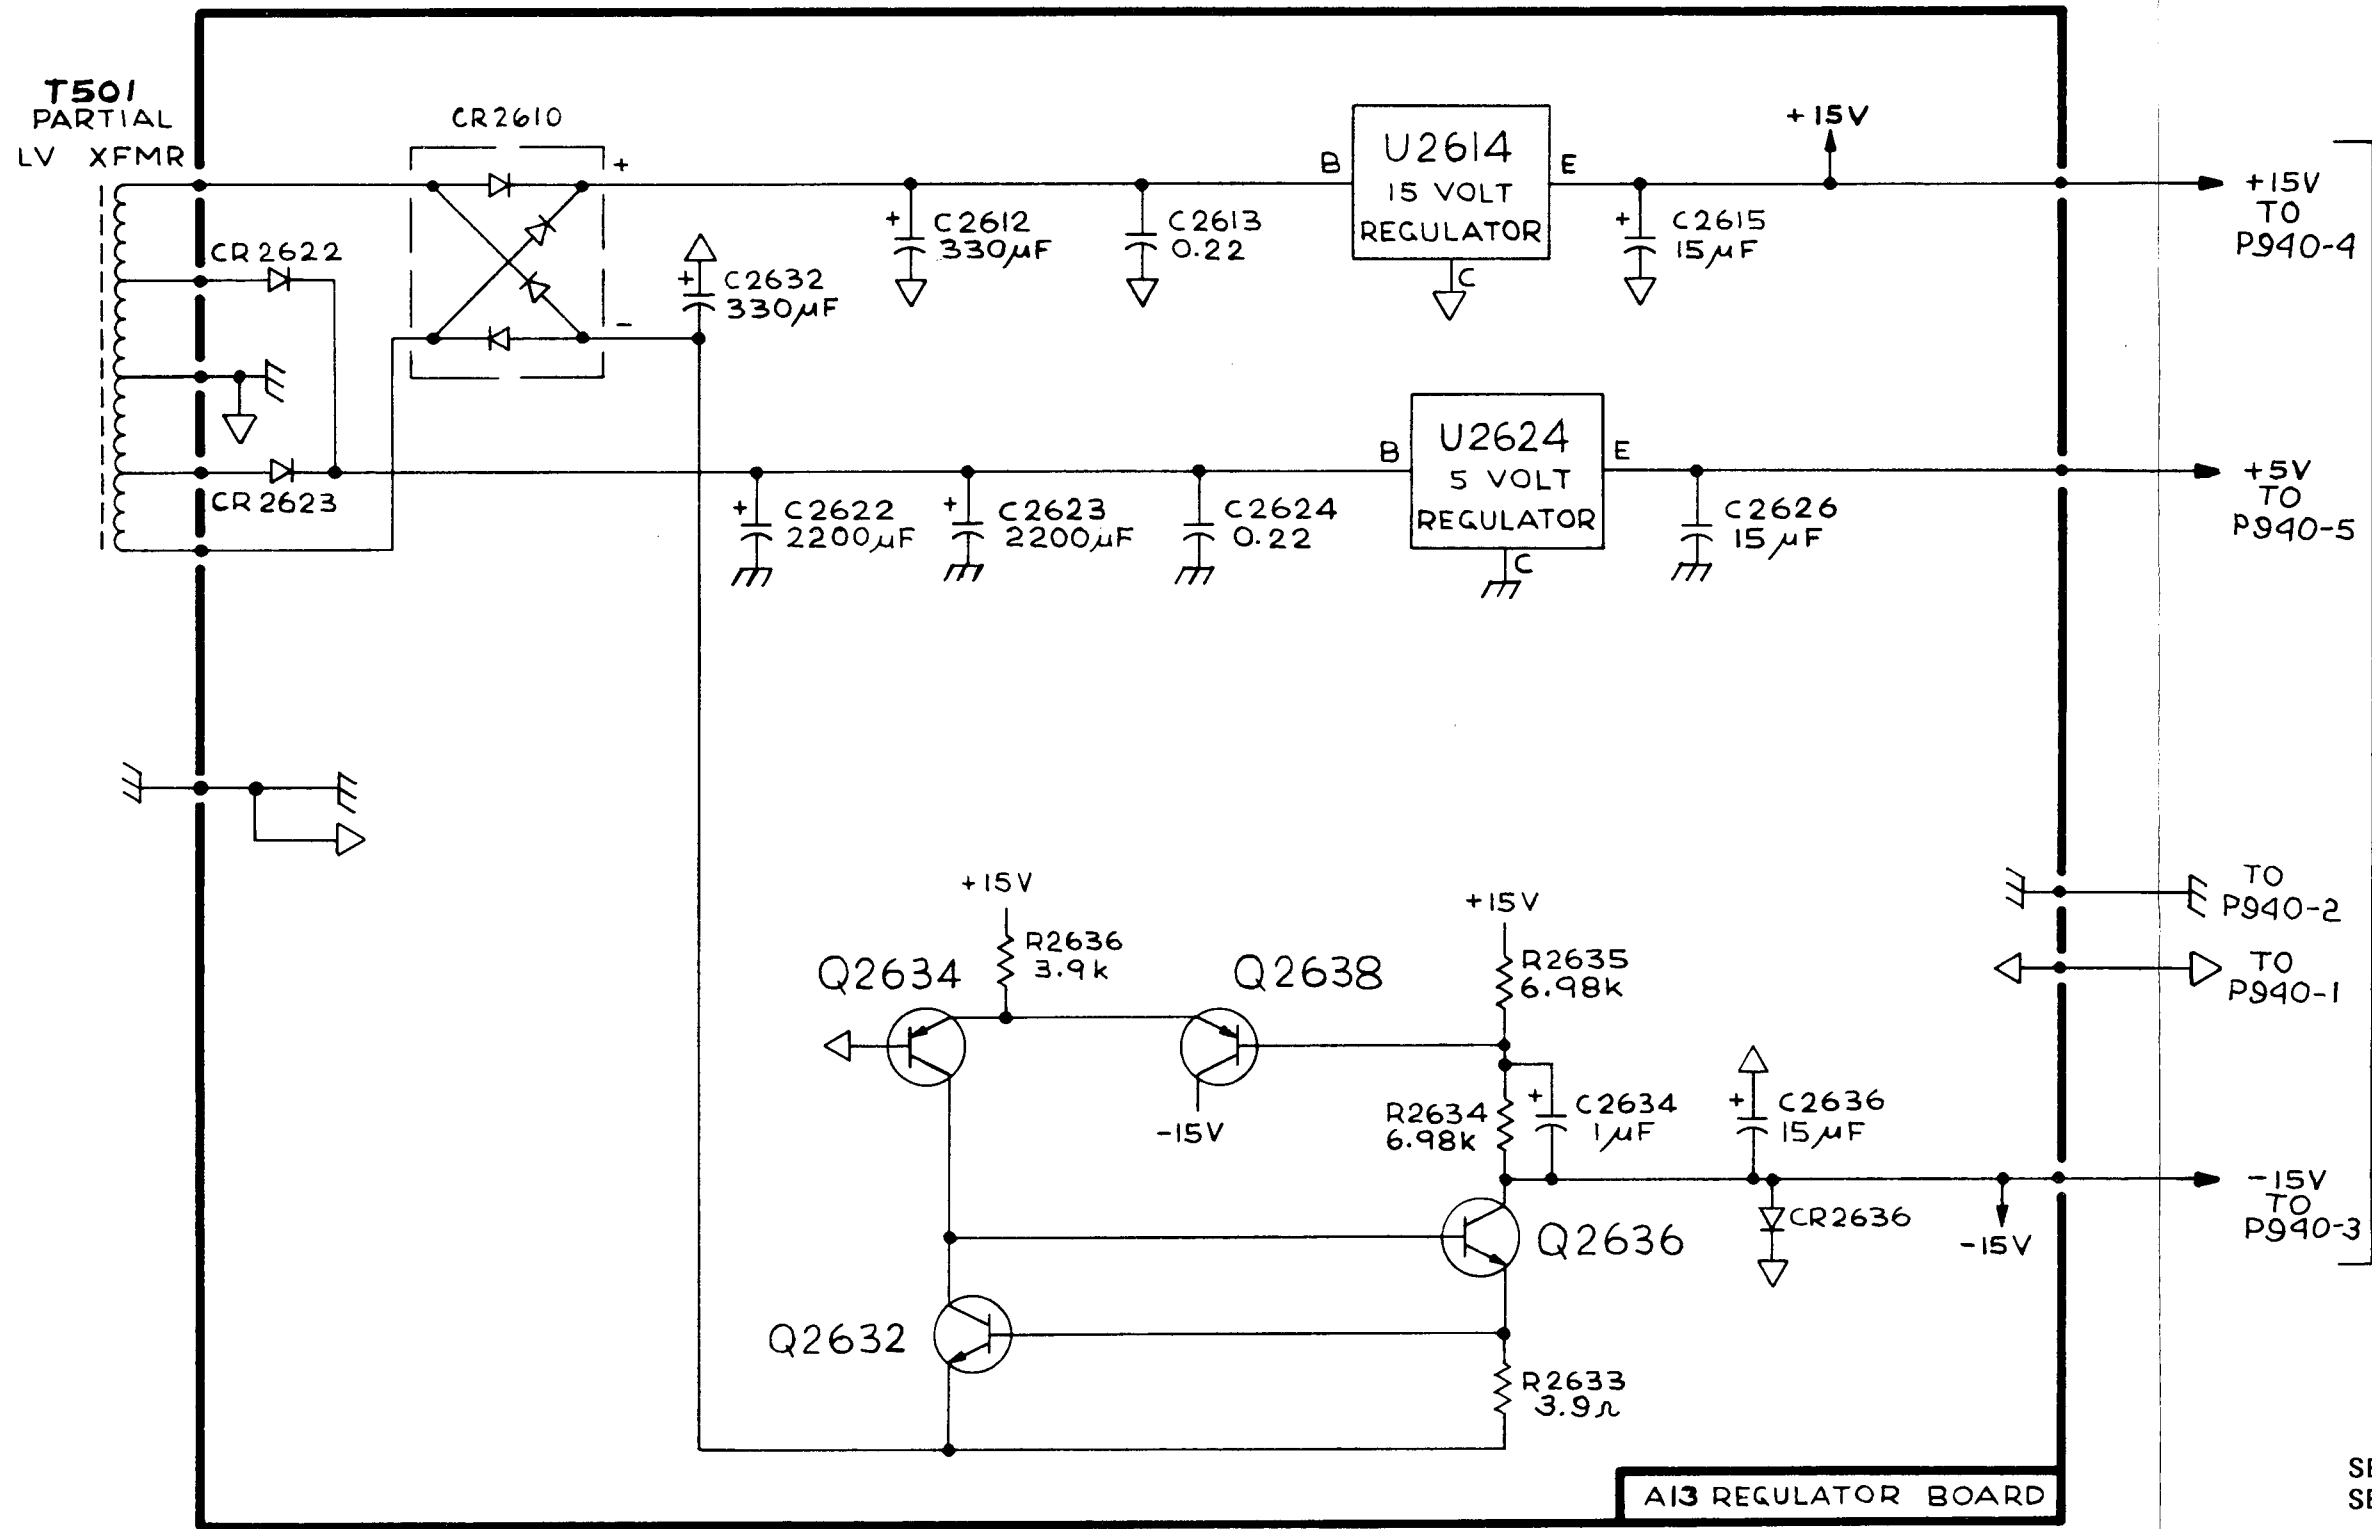 T501
PARTIAL
LV XFMR
CR2610
+
-
CR2622
CR2623
+
C2632
330μF
+
C2612
330μF
C2613
0.22
B
U2614
15 VOLT
REGULATOR
E
C
+
C2615
15μF
+15V
+15V
TO
P940-4
+
C2622
2200μF
+
C2623
2200μF
C2624
0.22
B
U2624
5 VOLT
REGULATOR
E
C
C2626
15μF
+5V
TO
P940-5
TO
P940-2
TO
P940-1
+15V
R2636
3.9k
Q2634
Q2638
-15V
+15V
R2635
6.98K
R2634
6.98K
+
C2634
1μF
+
C2636
15μF
CR2636
-15V
-15V
TO
P940-3
Q2636
Q2632
R2633
3.9Ω
A13 REGULATOR BOARD